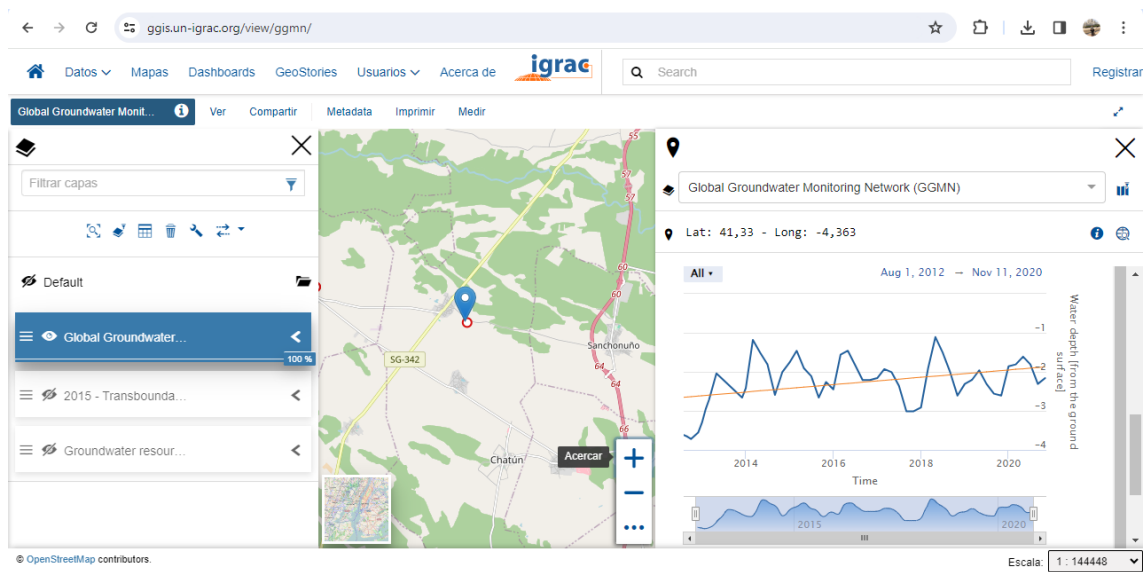 ggis.un-igrac.org/view/ggmn/
Datos Mapas Dashboards GeoStories Usuarios Acerca de igrac Search Registrar
Global Groundwater Monit... Ver Compartir Metadata Imprimir Medir
Filtrar capas
Default
Global Groundwater...
100 %
2015 - Transbounda...
Groundwater resour...
55
57
57
60
60
SG-342
Sanchonuño
64
64
66
Chatún
Acercar
Global Groundwater Monitoring Network (GGMN)
Lat: 41,33 - Long: -4,363
All
Aug 1, 2012 → Nov 11, 2020
-1
-2
-3
-4
Water depth [from the ground
surface]
2014 2016 2018 2020
Time
2015 2020
© OpenStreetMap contributors.
Escala: 1 : 144448